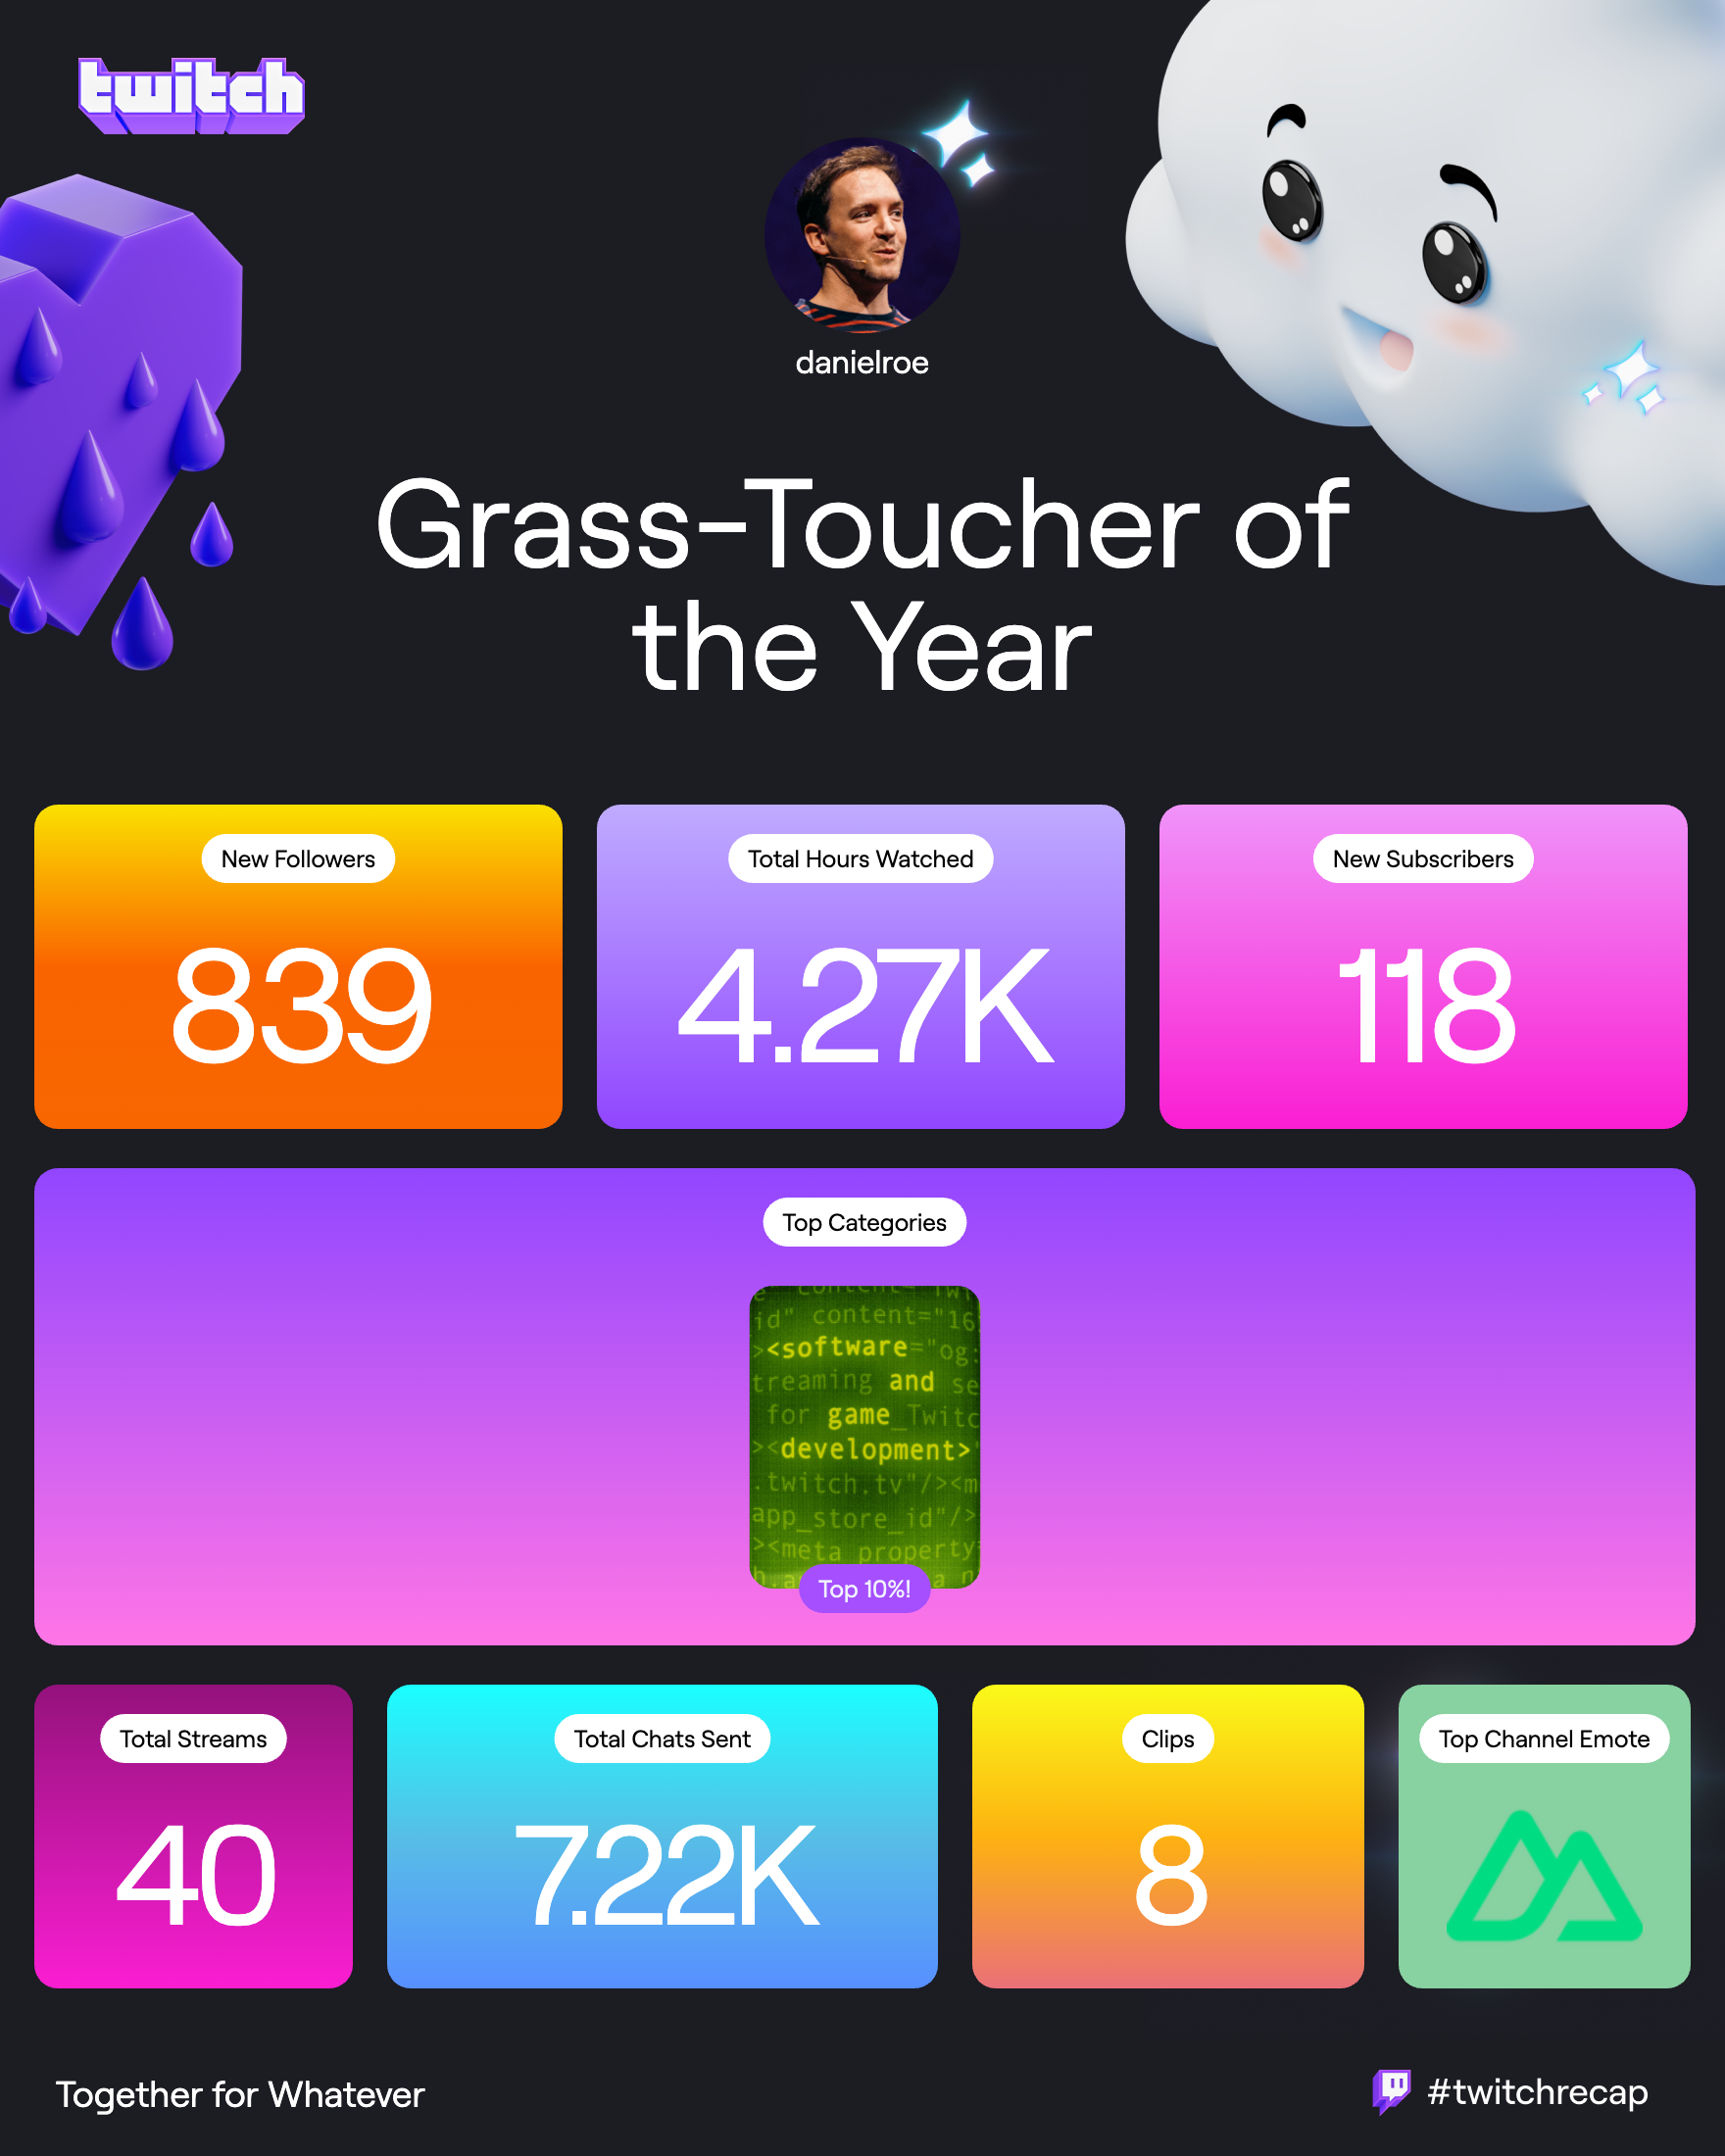 twitch
danielroe
Grass-Toucher of
the Year
New Followers
839
Total Hours Watched
4.27K
New Subscribers
118
Top Categories
id" content="16
><software="og:
treaming and se
for game_Twitc
><development>"
.twitch.tv"/><m
app_store_id"/>
><meta property=
Top 10%!
Total Streams
40
Total Chats Sent
7.22K
Clips
8
Top Channel Emote
Together for Whatever
#twitchrecap